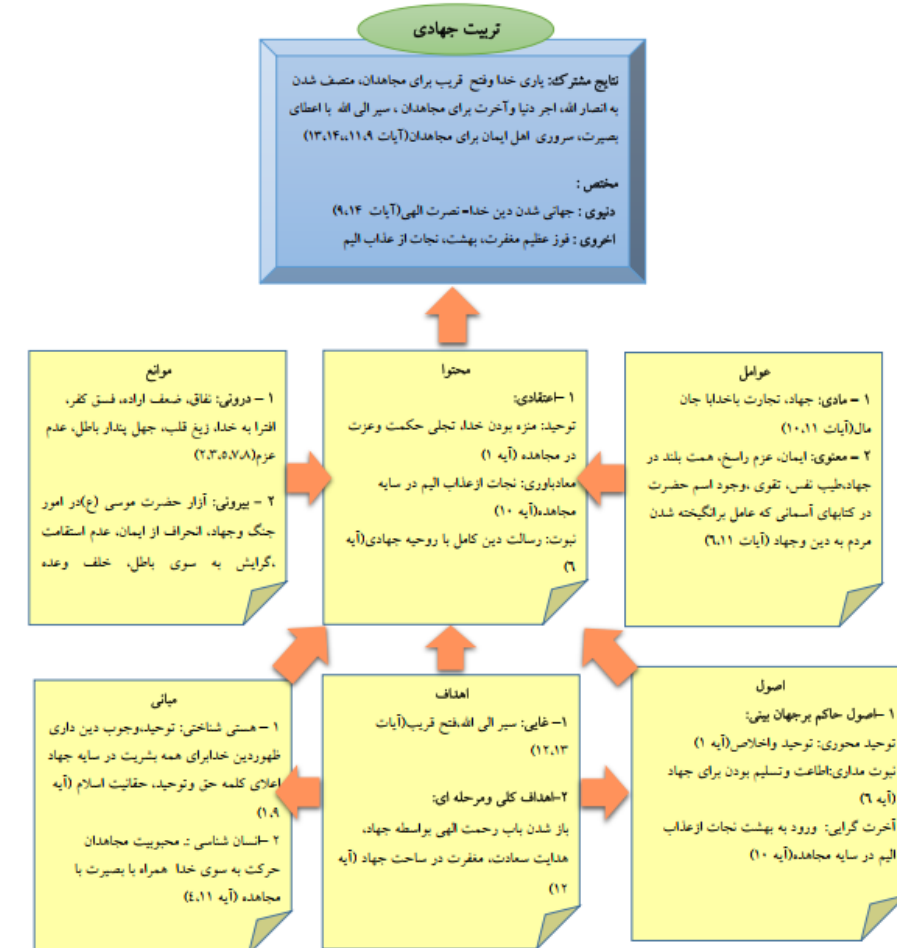 تربیت جهادی
نتایج مشترک: یاری خدا وفتح قریب برای مجاهدان، متصف شدن
به انصار الله، اجر دنیا وآخرت برای مجاهدان ، سیر الی الله با اعطای
بصیرت، سروری اهل ایمان برای مجاهدان(آیات ۱۳،۱۴،،۱۱،۹)
مختص :
دنیوی : جهانی شدن دین خدا= نصرت الهی(آیات ۹،۱۴)
اخروی : فوز عظیم مغفرت، بهشت، نجات از عذاب الیم
عوامل
۱ – مادی: جهاد، تجارت باخدابا جان
مال(آیات ۱۰،۱۱)
۲ – معنوی: ایمان، عزم راسخ، همت بلند در
جهاد،طیب نفس، تقوی ،وجود اسم حضرت
در کتابهای آسمانی که عامل برانگیخته شدن
مردم به دین وجهاد (آیات ٦،۱۱)
محتوا
۱ –اعتقادی:
توحید: منزه بودن خدا، تجلی حکمت وعزت
در مجاهده (آیه ۱)
معادباوری: نجات ازعذاب الیم در سایه
مجاهده(آیه ۱۰)
نبوت: رسالت دین کامل با روحیه جهادی(آیه
٦)
موانع
۱ – درونی: نفاق، ضعف اراده، فسق کفر،
افترا به خدا، زیغ قلب، جهل پندار باطل، عدم
عزم(۲،۳،۵،۷،۸)
۲ – بیرونی: آزار حضرت موسی (ع)در امور
جنگ وجهاد، انحراف از ایمان، عدم استقامت
،گرایش به سوی باطل، خلف وعده
اصول
۱ –اصول حاکم برجهان بینی:
توحید محوری: توحید واخلاص(آیه ۱)
نبوت مداری:اطاعت وتسلیم بودن برای جهاد
(آیه ٦)
آخرت گرایی: ورود به بهشت نجات ازعذاب
الیم در سایه مجاهده(آیه ۱۰)
اهداف
۱– غایی: سیر الی الله،فتح قریب(آیات
۱۲،۱۳)
۲–اهداف کلی ومرحله ای:
باز شدن باب رحمت الهی بواسطه جهاد،
هدایت سعادت، مغفرت در ساحت جهاد (آیه
۱۲)
مبانی
۱ – هستی شناختی: توحید،وجوب دین داری
ظهوردین خدابرای همه بشریت در سایه جهاد
اعلای کلمه حق وتوحید، حقانیت اسلام (آیه
۱،۹)
۲ –انسان شناسی :ـ محبوبیت مجاهدان
حرکت به سوی خدا همراه با بصیرت با
مجاهده (آیه ٤،۱۱)